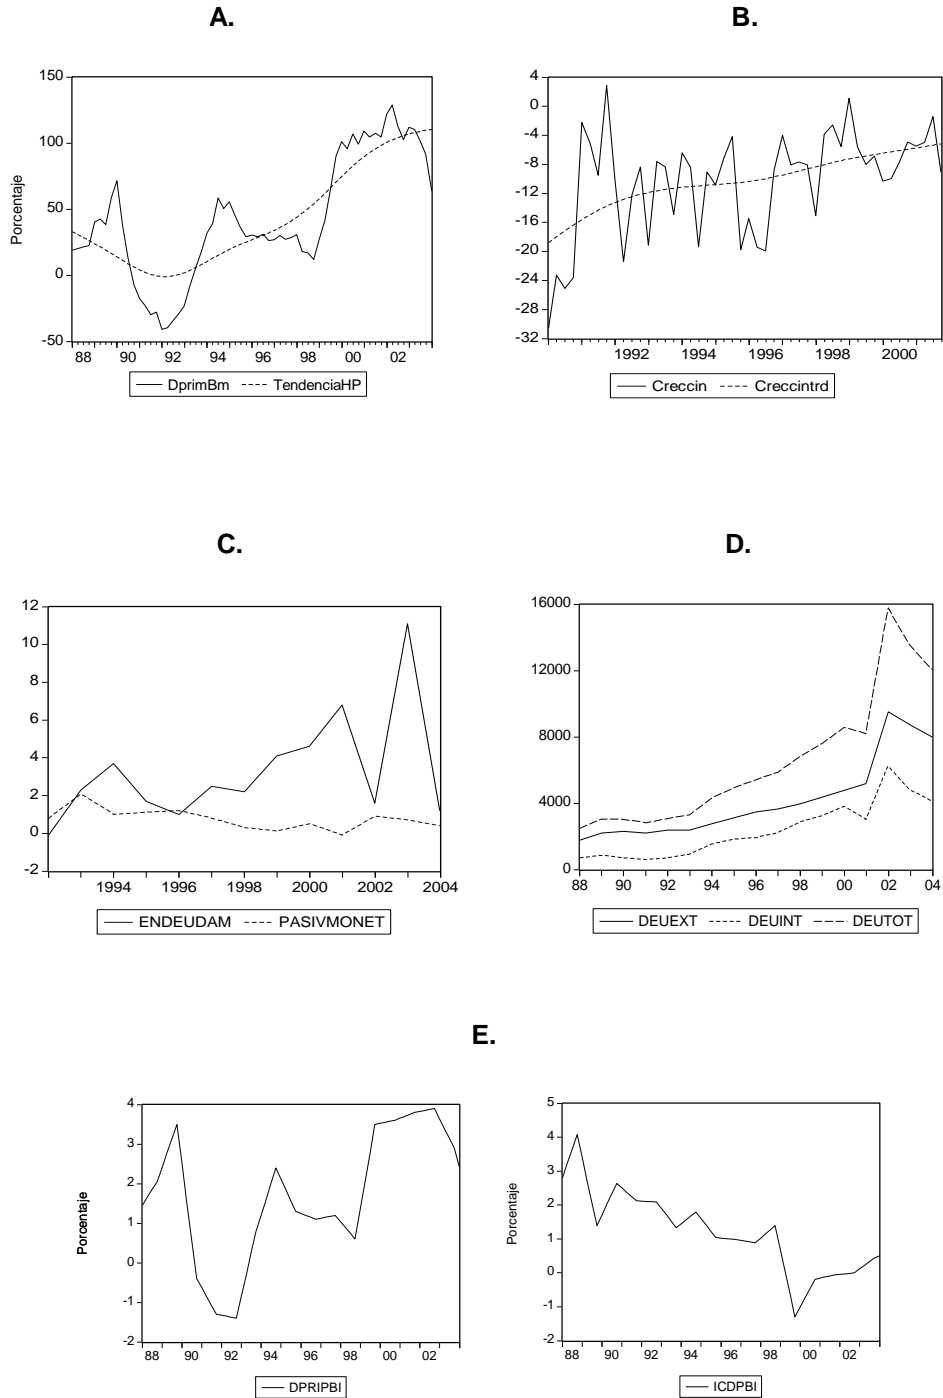 A.
B.
150
100
50
0
-50
Porcentaje
88 90 92 94 96 98 00 02
DprimBm TendenciaHP
4
0
-4
-8
-12
-16
-20
-24
-28
-32
1992 1994 1996 1998 2000
Creccin Creccintrd
C.
D.
12
10
8
6
4
2
0
-2
1994 1996 1998 2000 2002 2004
ENDEUDAM PASIVMONET
16000
12000
8000
4000
0
88 90 92 94 96 98 00 02 04
DEUEXT DEUINT DEUTOT
E.
4
3
2
1
0
-1
-2
Porcentaje
88 90 92 94 96 98 00 02
DPRIPBI
5
4
3
2
1
0
-1
-2
Porcentaje
88 90 92 94 96 98 00 02
ICDPBI